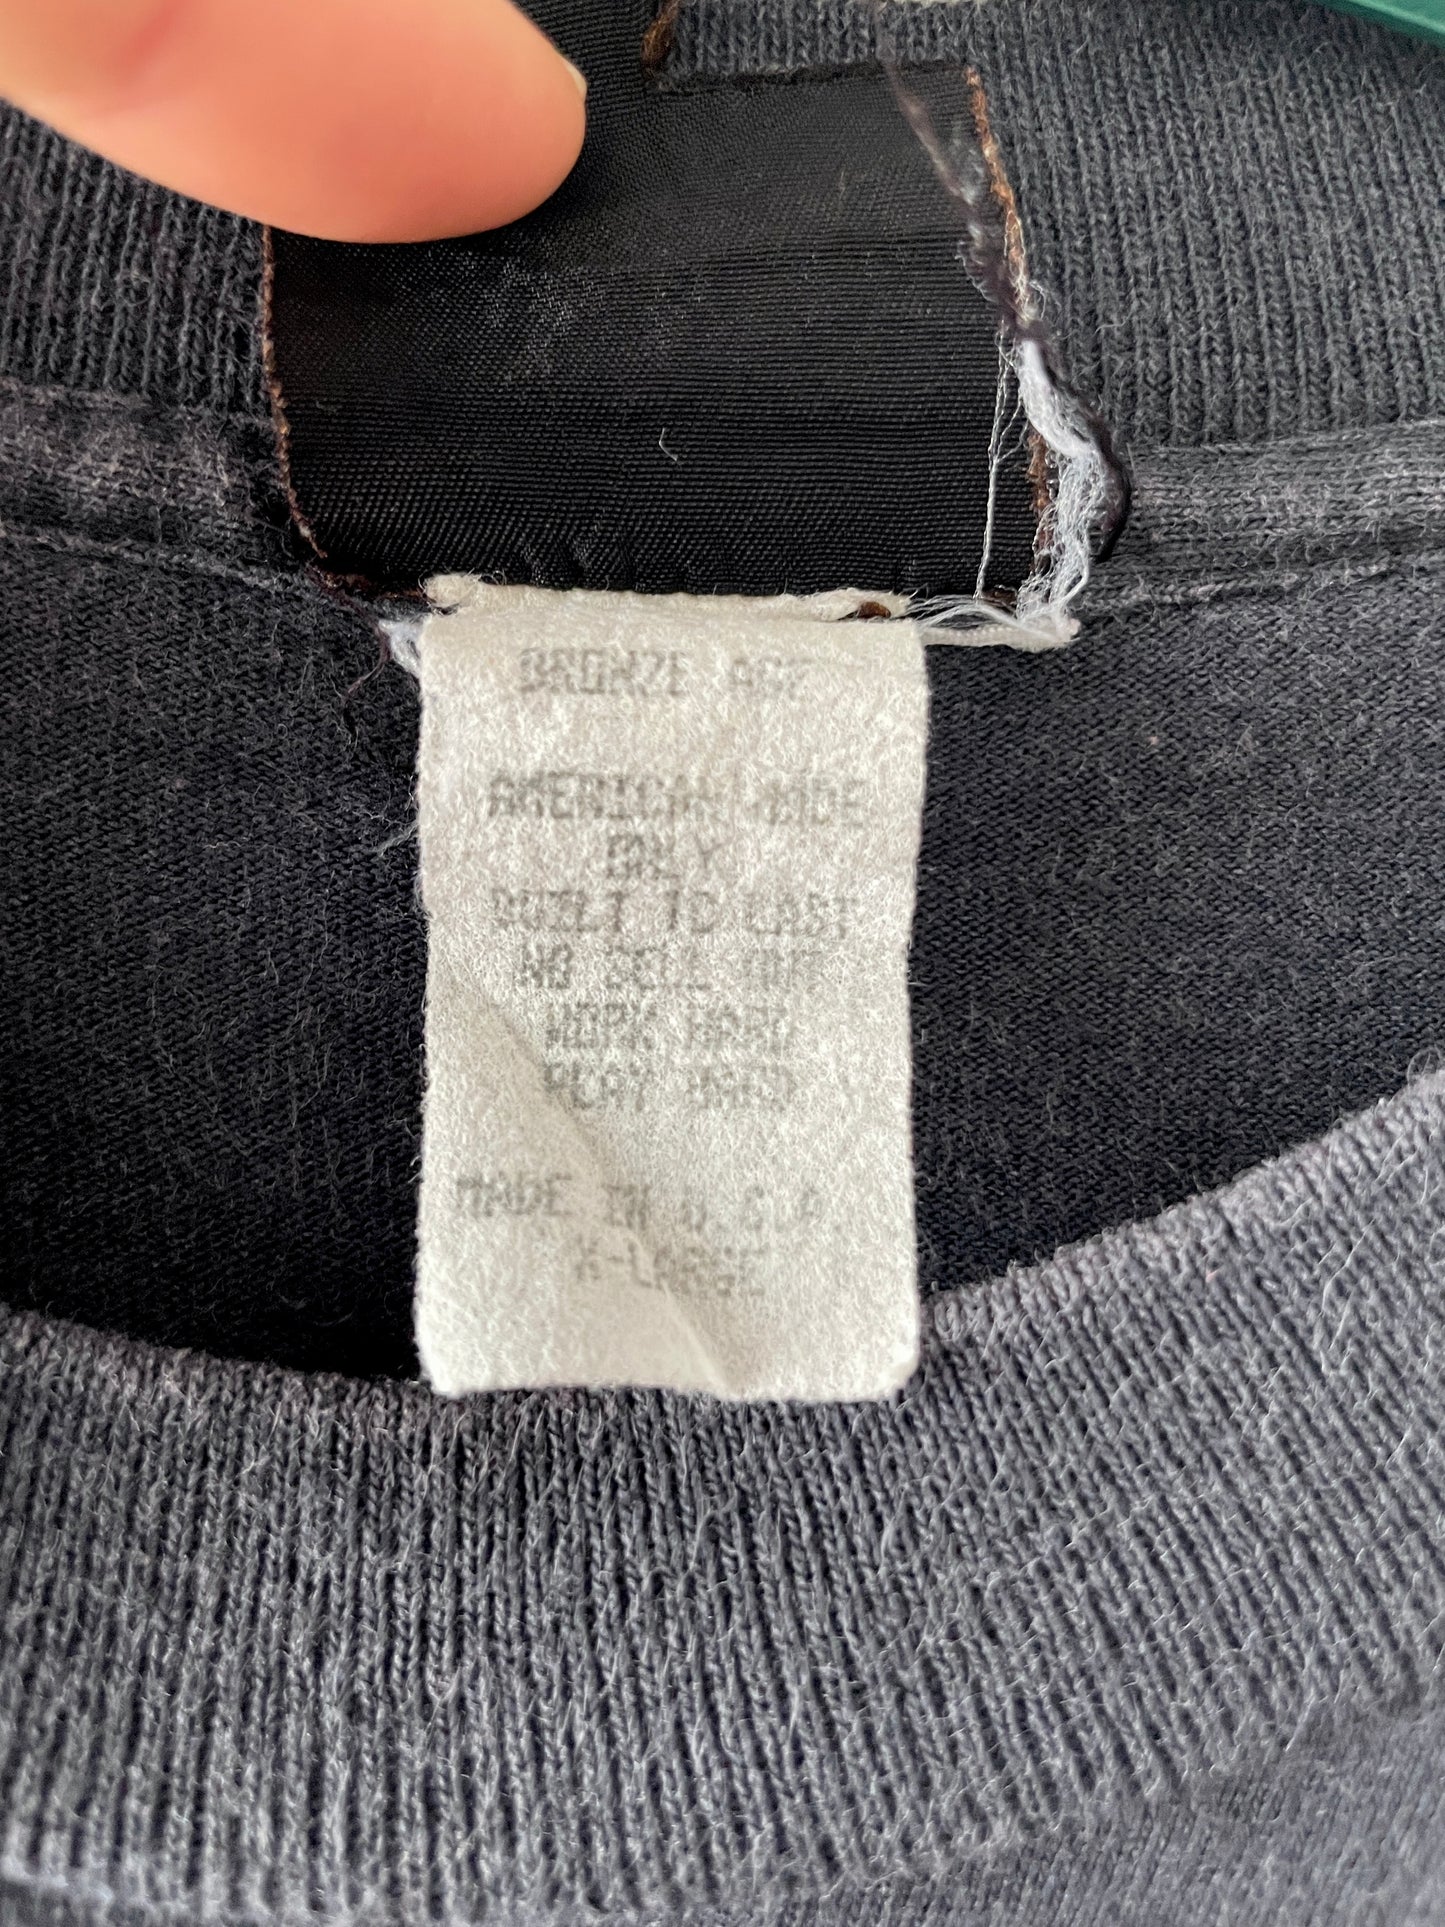 BRONZE AGE
AMERICAN MADE
ONLY
BUILT TO LAST
NO SELL OUT
WORK HARD
PLAY HARD
MADE IN U.S.A.
X-LARGE